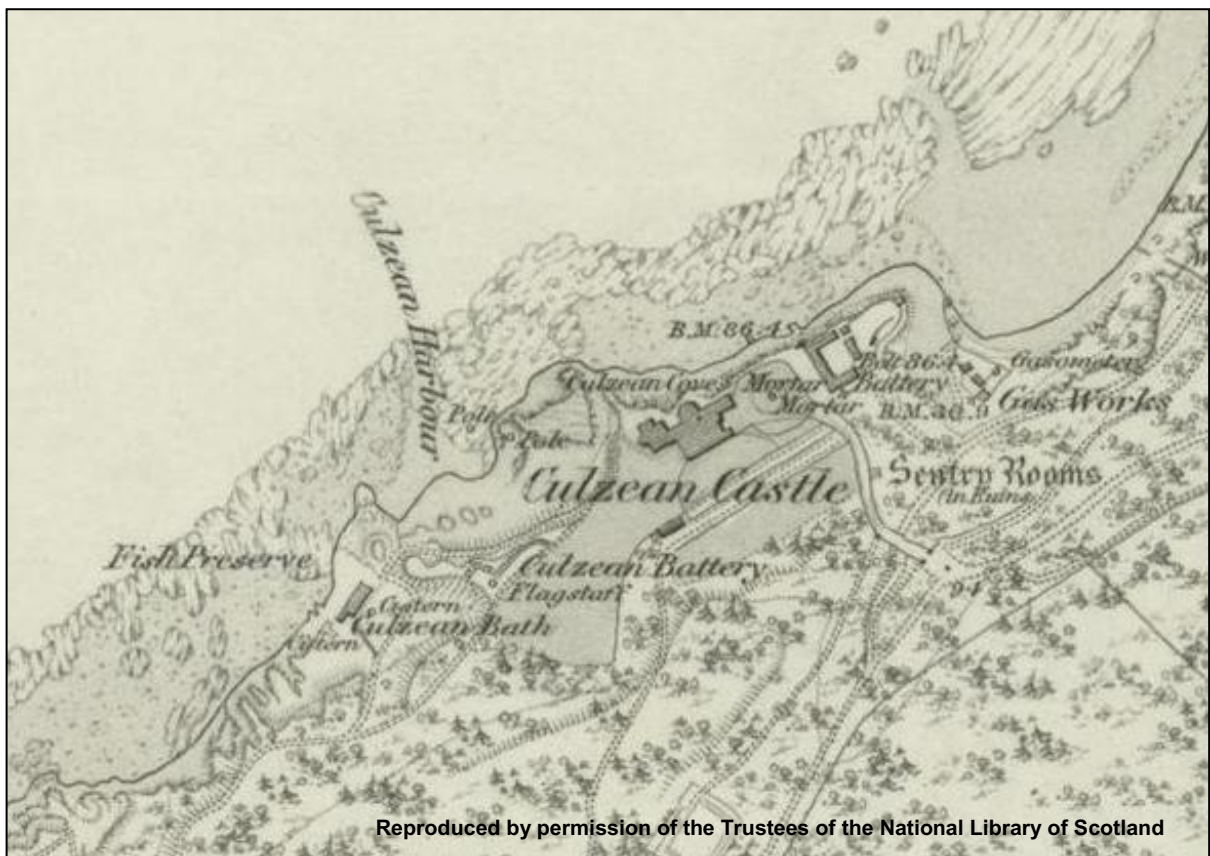 B.M.
Culzean Harbour
B.M. 86.45
Bolt 86.4
Gasometer
Culzean Coves
Mortar
Battery
Mortar
B.M. 36.9
Gas Works
Pole
Pole
Culzean Castle
Sentry Rooms
(In Ruins)
Fish Preserve
Culzean Battery
Flagstaff
94
Cistern
Culzean Bath
Cistern
Reproduced by permission of the Trustees of the National Library of Scotland